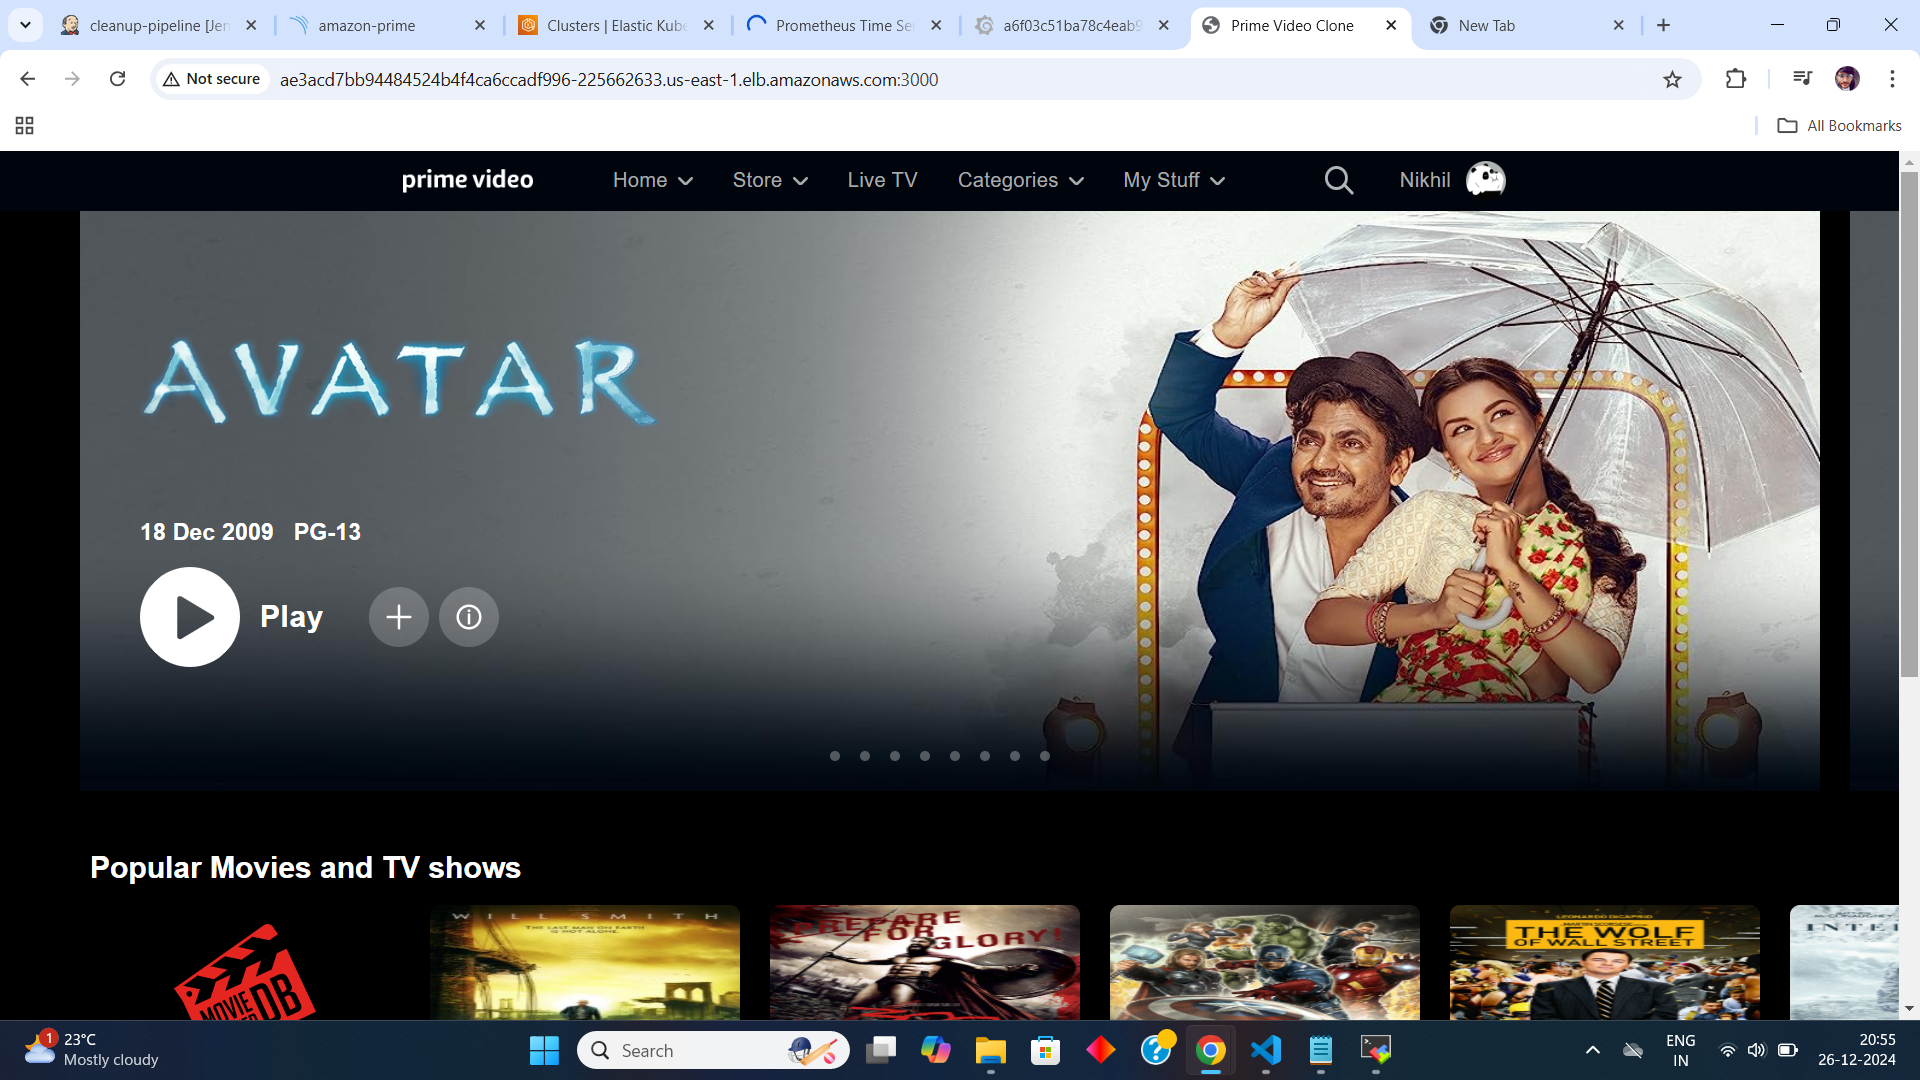 cleanup-pipeline [Jen
amazon-prime
Clusters | Elastic Kube
Prometheus Time Se
a6f03c51ba78c4eab9
Prime Video Clone
New Tab
Not secure
ae3acd7bb94484524b4f4ca6ccadf996-225662633.us-east-1.elb.amazonaws.com:3000
All Bookmarks
prime video
Home
Store
Live TV
Categories
My Stuff
Nikhil
AVATAR
18 Dec 2009 PG-13
Play
Popular Movies and TV shows
MOVIE
DB
WILL SMITH
THE LAST MAN ON EARTH
IS NOT ALONE.
PREPARE
FOR
GLORY!
LEONARDO DICAPRIO
THE WOLF
OF WALL STREET
INTE
1
23°C
Mostly cloudy
Search
ENG
IN
20:55
26-12-2024